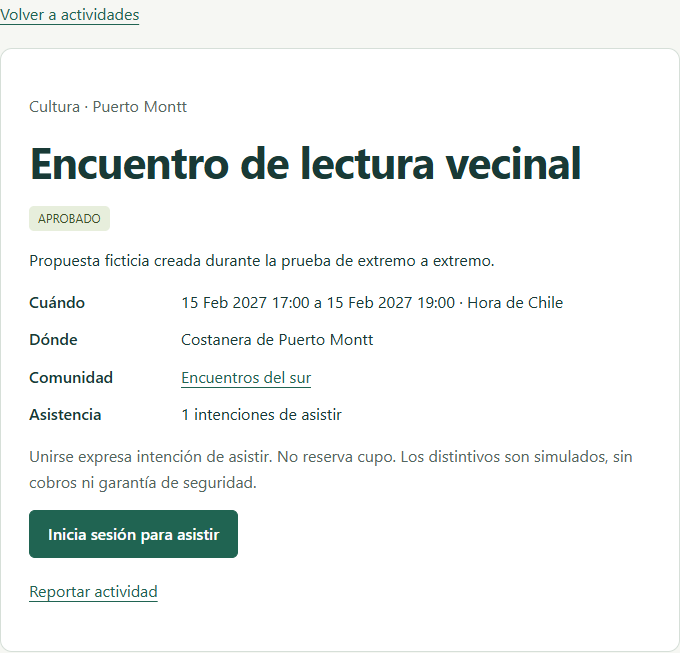 Volver a actividades
Cultura · Puerto Montt
Encuentro de lectura vecinal
APROBADO
Propuesta ficticia creada durante la prueba de extremo a extremo.
Cuándo 15 Feb 2027 17:00 a 15 Feb 2027 19:00 · Hora de Chile
Dónde Costanera de Puerto Montt
Comunidad Encuentros del sur
Asistencia 1 intenciones de asistir
Unirse expresa intención de asistir. No reserva cupo. Los distintivos son simulados, sin
cobros ni garantía de seguridad.
Inicia sesión para asistir
Reportar actividad